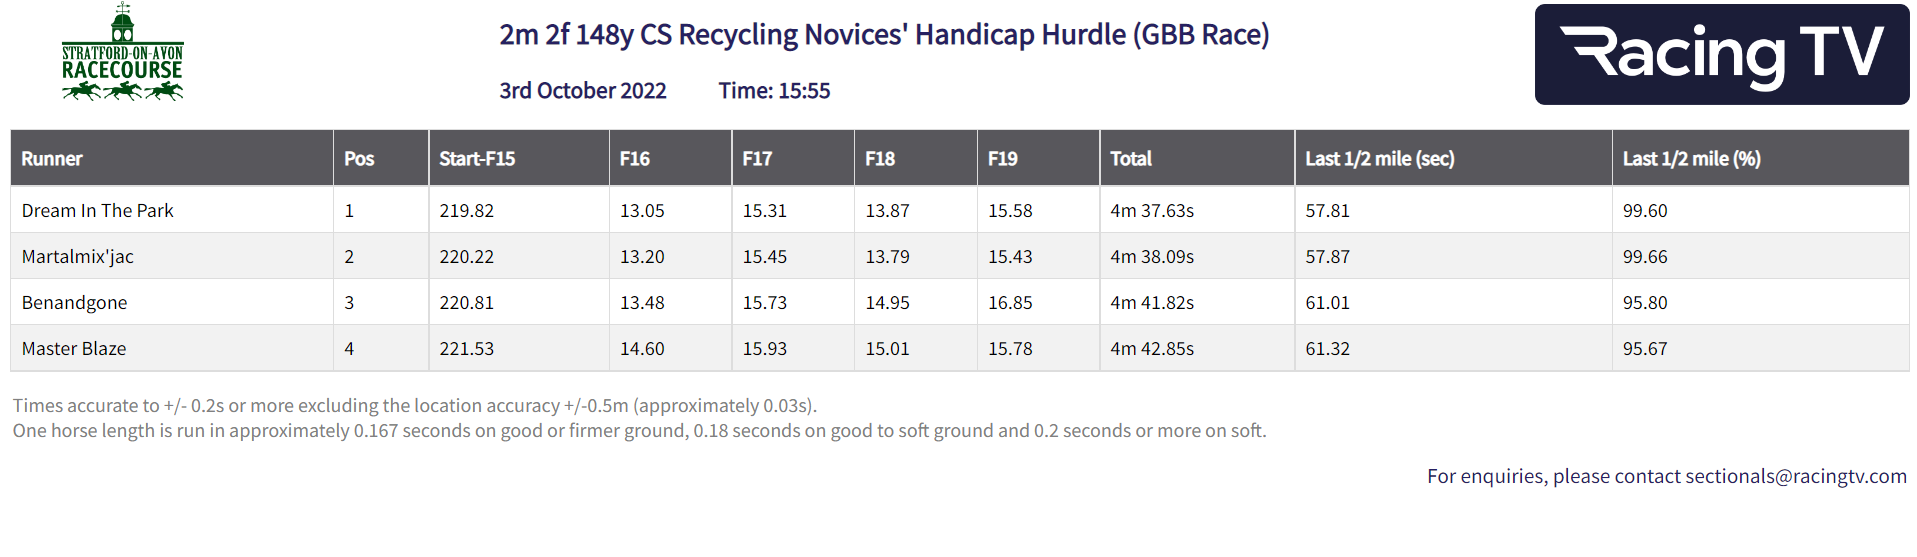 STRATFORD-ON-AVON
RACECOURSE
2m 2f 148y CS Recycling Novices' Handicap Hurdle (GBB Race)
3rd October 2022 Time: 15:55
Racing TV
Runner Pos Start-F15 F16 F17 F18 F19 Total Last 1/2 mile (sec) Last 1/2 mile (%)
Dream In The Park 1 219.82 13.05 15.31 13.87 15.58 4m 37.63s 57.81 99.60
Martalmix'jac 2 220.22 13.20 15.45 13.79 15.43 4m 38.09s 57.87 99.66
Benandgone 3 220.81 13.48 15.73 14.95 16.85 4m 41.82s 61.01 95.80
Master Blaze 4 221.53 14.60 15.93 15.01 15.78 4m 42.85s 61.32 95.67
Times accurate to +/- 0.2s or more excluding the location accuracy +/-0.5m (approximately 0.03s).
One horse length is run in approximately 0.167 seconds on good or firmer ground, 0.18 seconds on good to soft ground and 0.2 seconds or more on soft.
For enquiries, please contact sectionals@racingtv.com